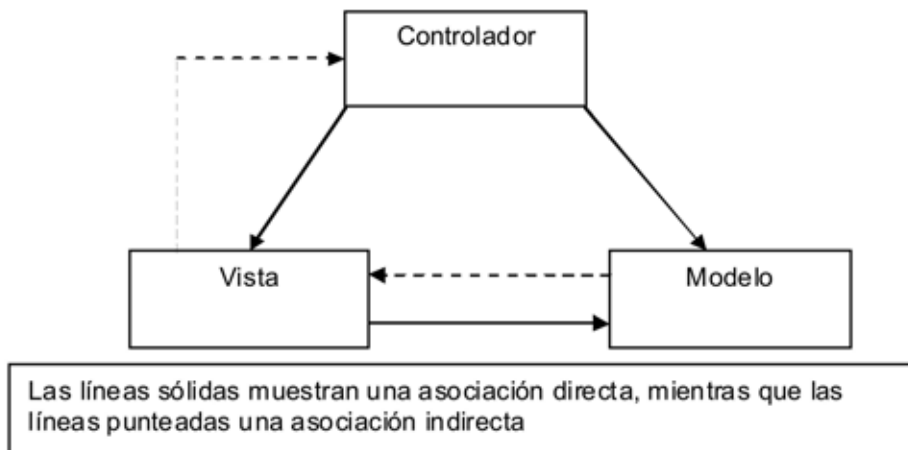 Controlador
Vista
Modelo
Las líneas sólidas muestran una asociación directa, mientras que las
líneas punteadas una asociación indirecta